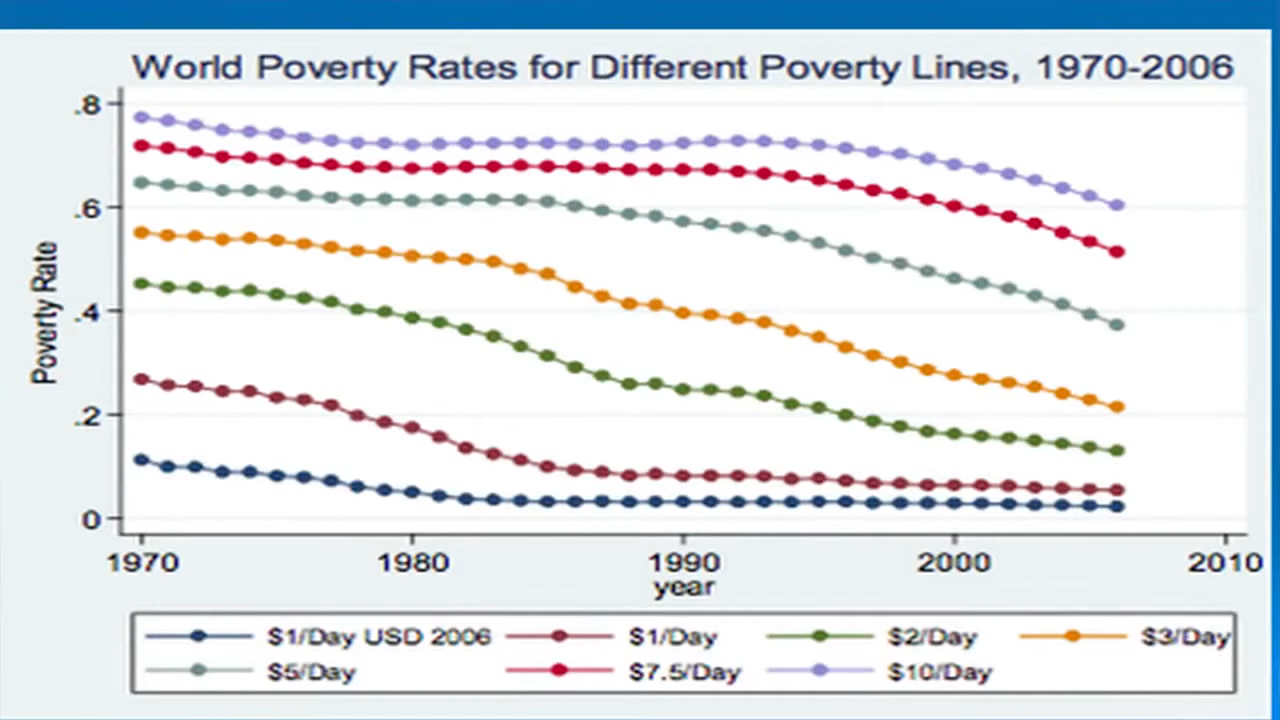 World Poverty Rates for Different Poverty Lines, 1970-2006
.8
.6
.4
.2
0
Poverty Rate
1970 1980 1990 2000 2010
year
$1/Day USD 2006 $1/Day $2/Day $3/Day
$5/Day $7.5/Day $10/Day